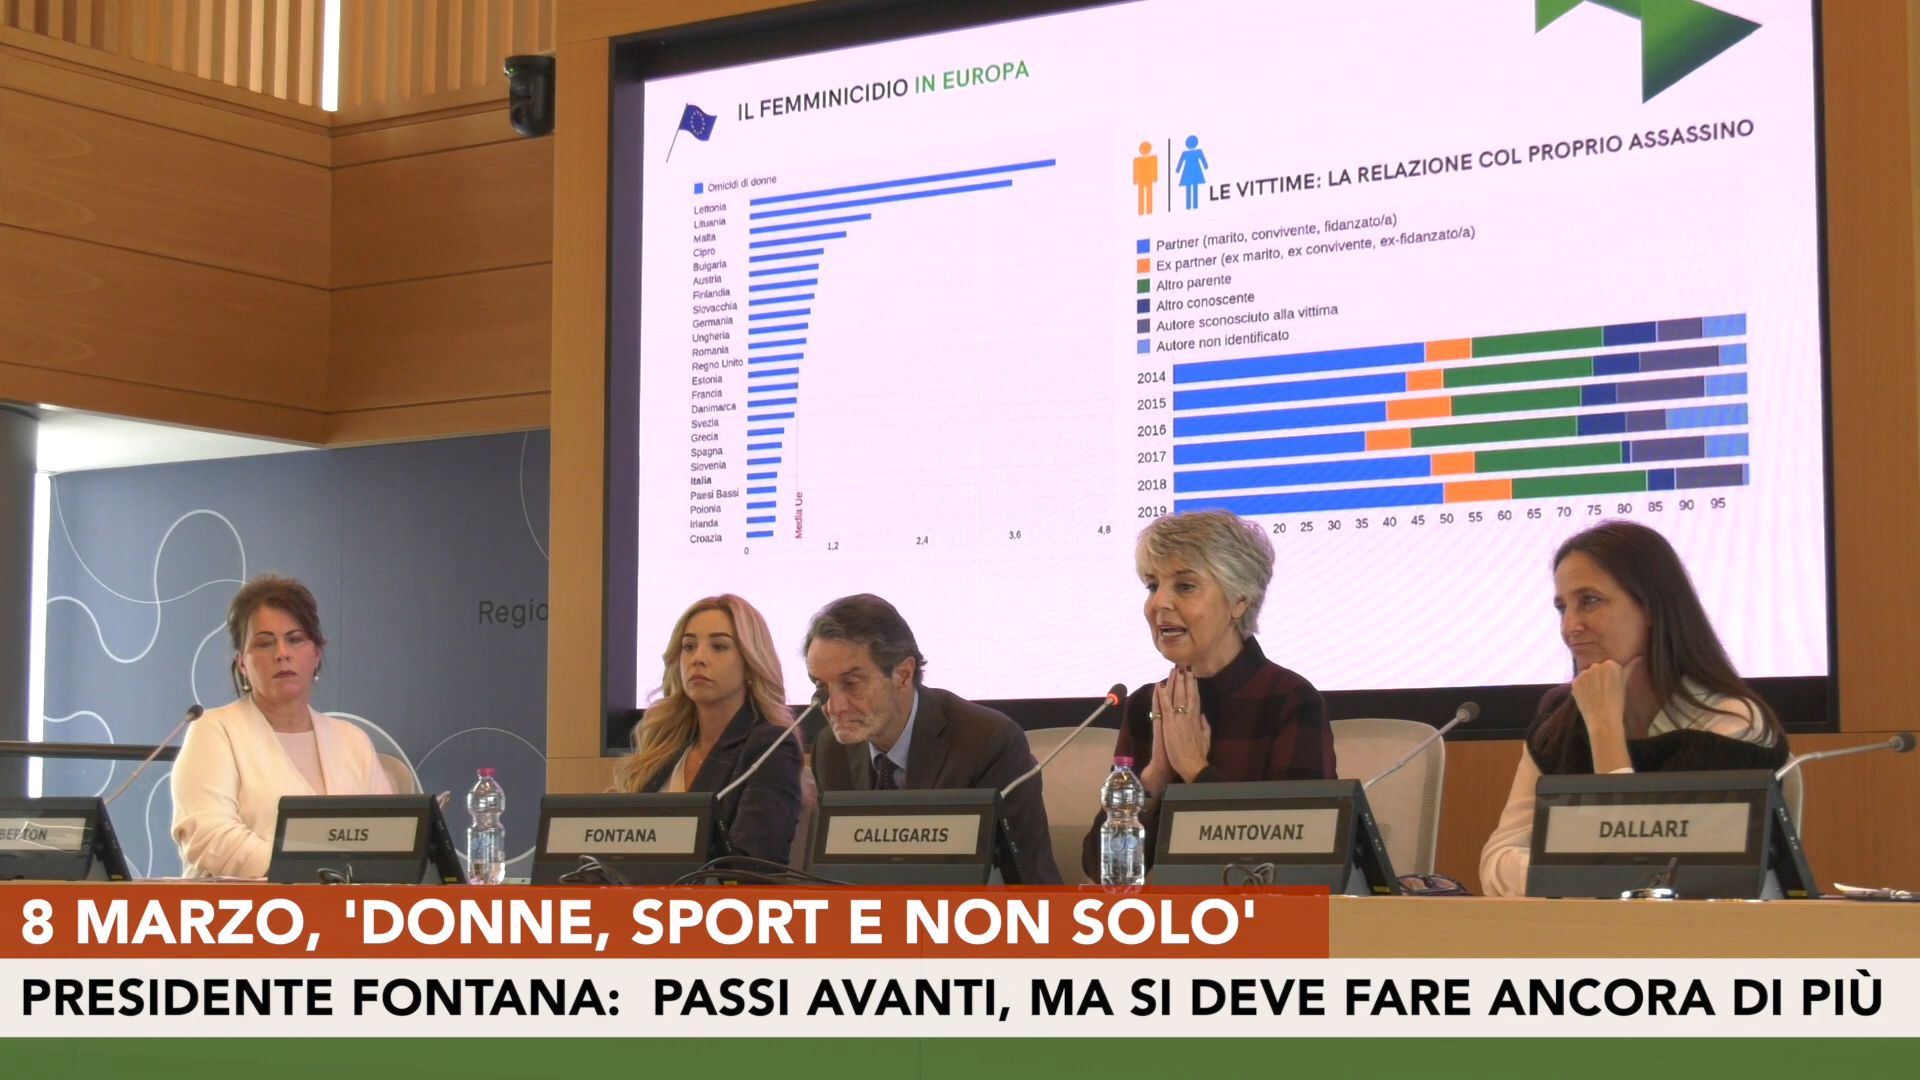 IL FEMMINICIDIO IN EUROPA
Omicidi di donne
Lettonia
Lituania
Malta
Cipro
Bulgaria
Austria
Finlandia
Slovacchia
Germania
Ungheria
Romania
Regno Unito
Estonia
Francia
Danimarca
Svezia
Grecia
Spagna
Slovenia
Italia
Paesi Bassi
Polonia
Irlanda
Croazia
Media Ue
0 1,2 2,4 3,6 4,8
LE VITTIME: LA RELAZIONE COL PROPRIO ASSASSINO
Partner (marito, convivente, fidanzato/a)
Ex partner (ex marito, ex convivente, ex-fidanzato/a)
Altro parente
Altro conoscente
Autore sconosciuto alla vittima
Autore non identificato
2014
2015
2016
2017
2018
2019
20 25 30 35 40 45 50 55 60 65 70 75 80 85 90 95
Regio
BERTON
SALIS
FONTANA
CALLIGARIS
MANTOVANI
DALLARI
8 MARZO, 'DONNE, SPORT E NON SOLO'
PRESIDENTE FONTANA: PASSI AVANTI, MA SI DEVE FARE ANCORA DI PIÙ